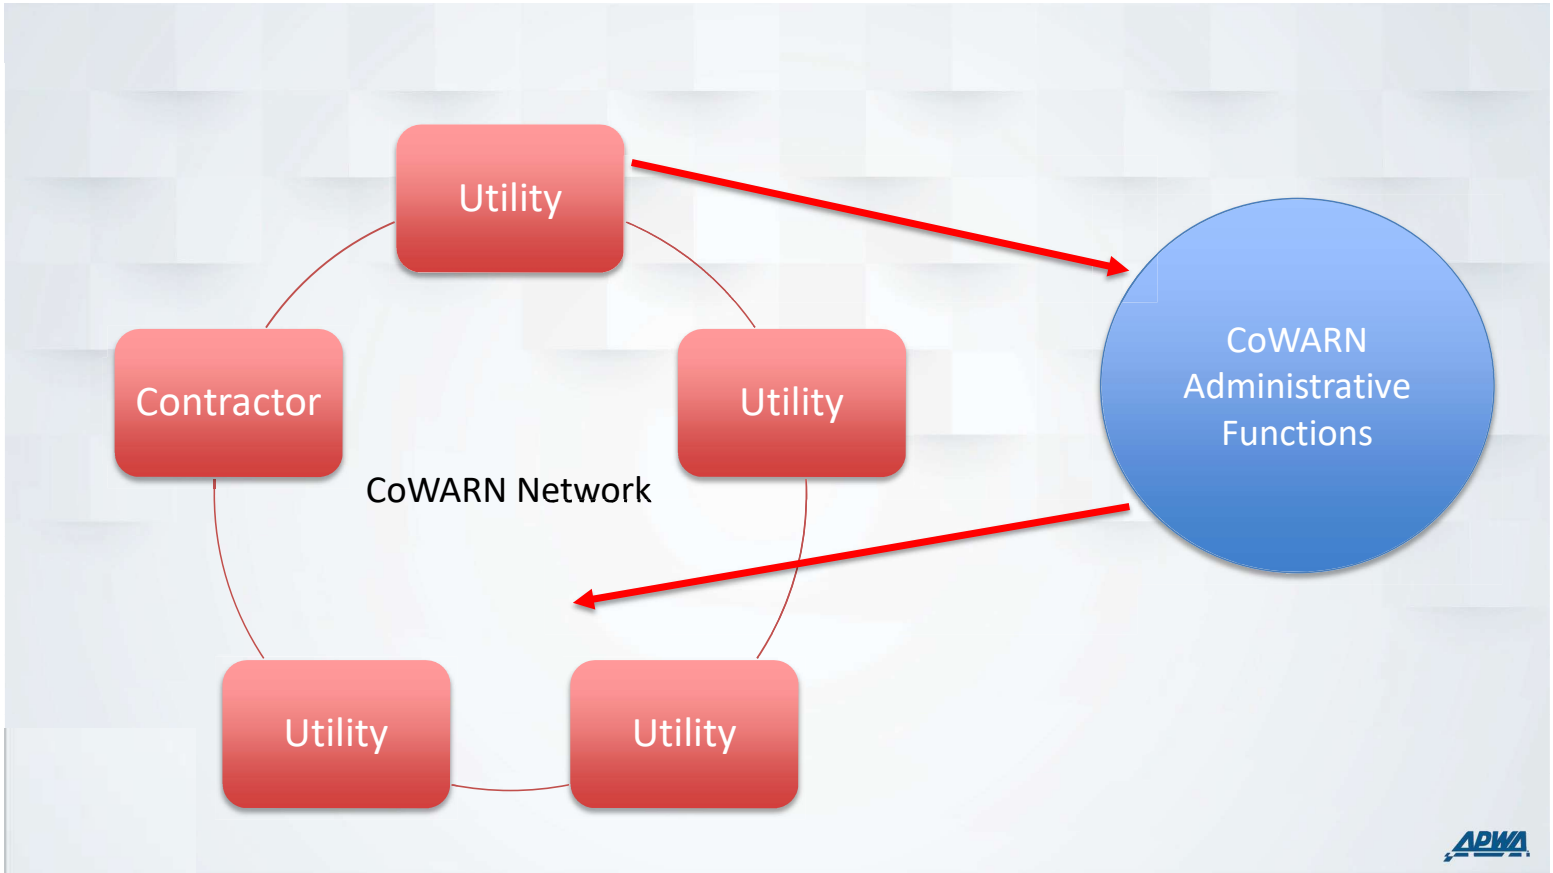 Utility
Contractor
Utility
CoWARN
Administrative
Functions
CoWARN Network
Utility
Utility
APWA